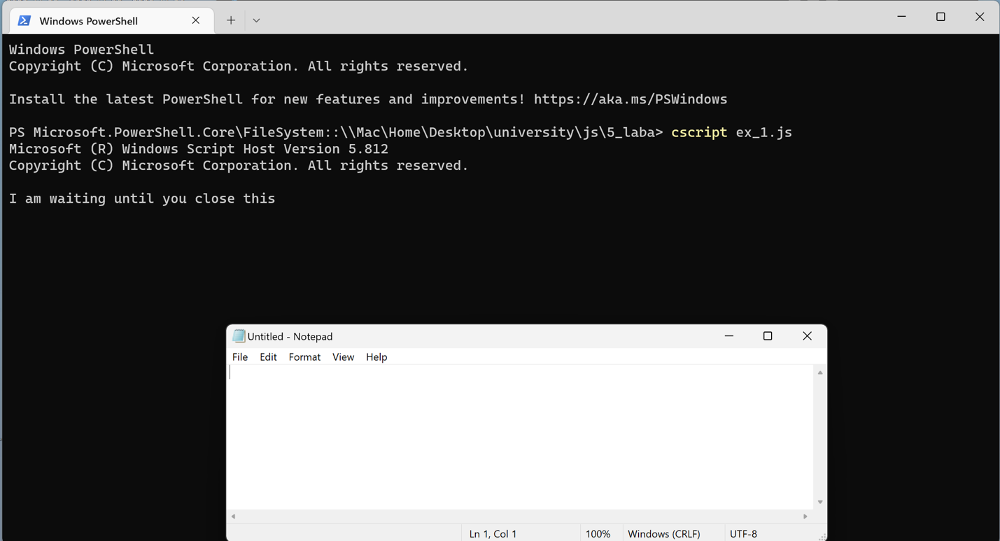 Windows PowerShell
Windows PowerShell
Copyright (C) Microsoft Corporation. All rights reserved.
Install the latest PowerShell for new features and improvements! https://aka.ms/PSWindows
PS Microsoft.PowerShell.Core\FileSystem::\\Mac\Home\Desktop\university\js\5_laba> cscript ex_1.js
Microsoft (R) Windows Script Host Version 5.812
Copyright (C) Microsoft Corporation. All rights reserved.
I am waiting until you close this
Untitled - Notepad
File Edit Format View Help
Ln 1, Col 1 100% Windows (CRLF) UTF-8